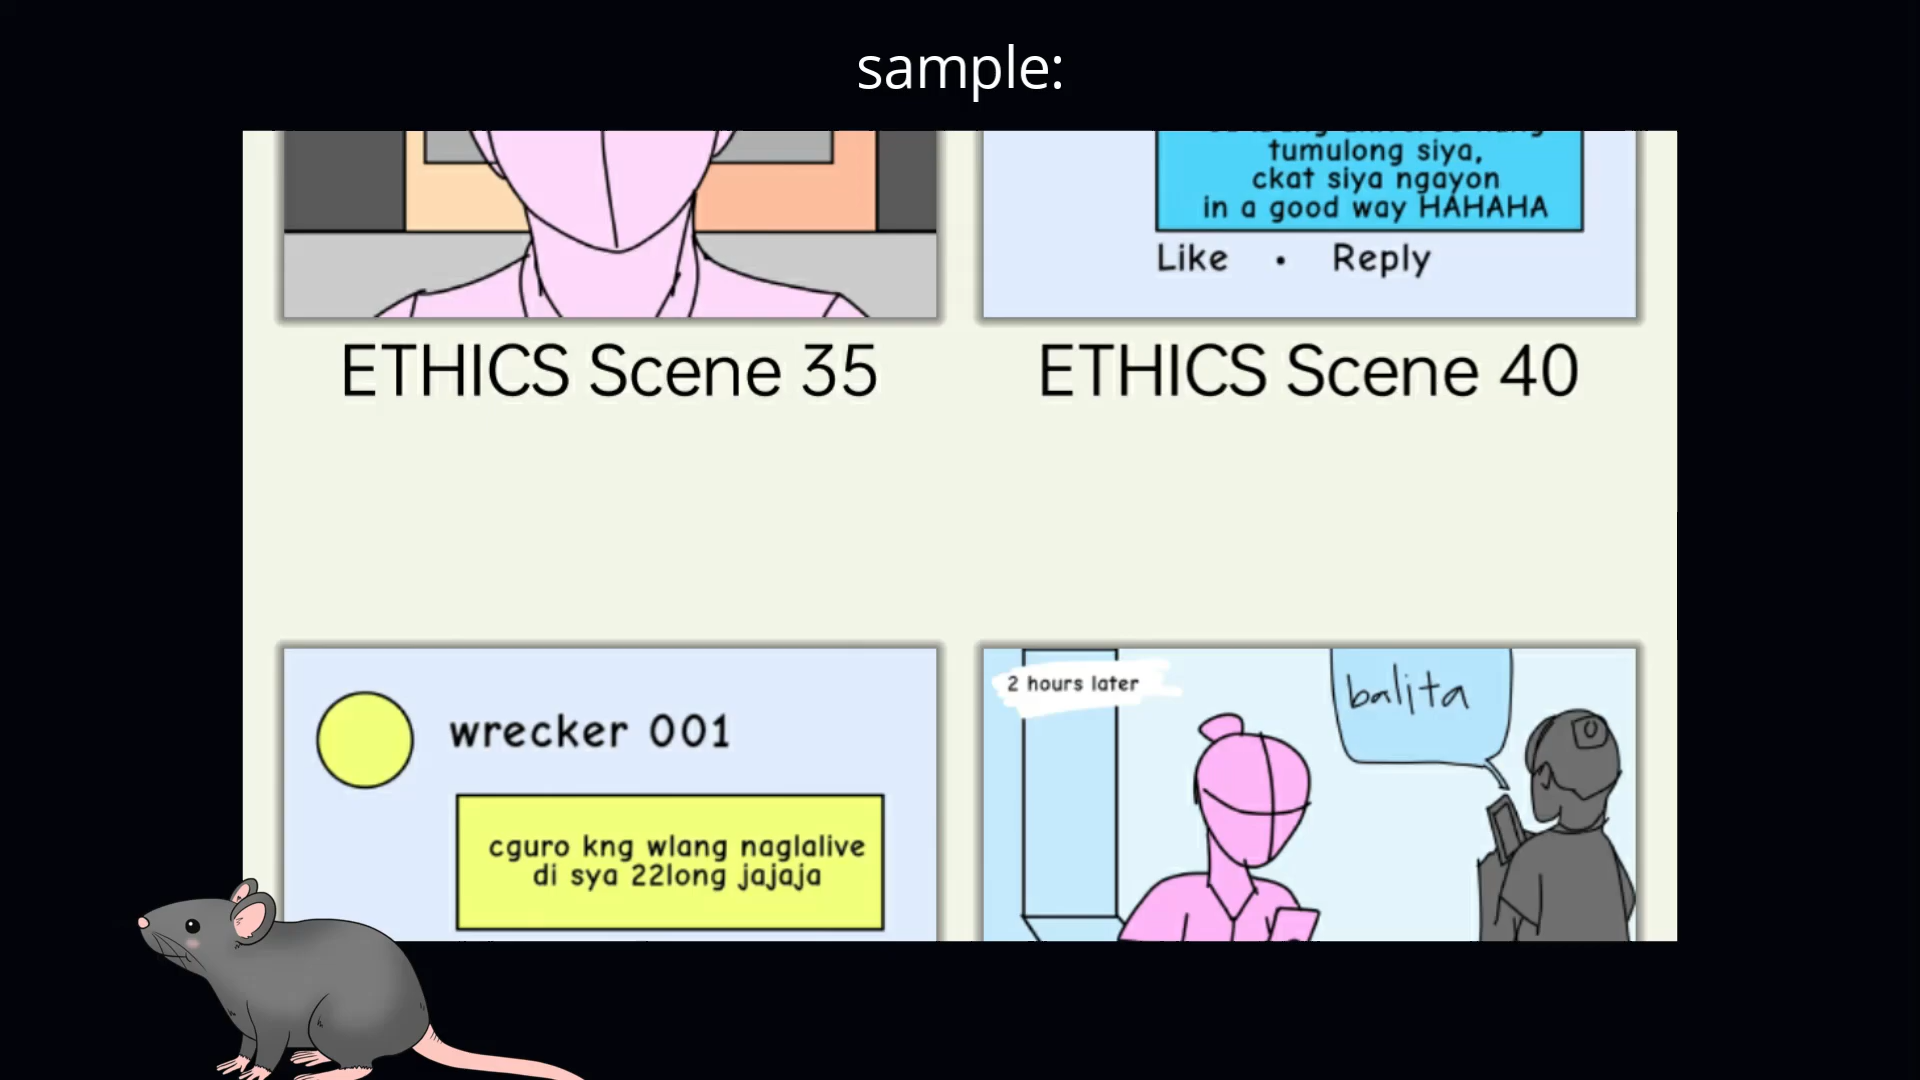 sample:
tumulong siya,
ckat siya ngayon
in a good way HAHAHA
Like • Reply
ETHICS Scene 35
ETHICS Scene 40
wrecker 001
cguro kng wlang naglalive
di sya 22long jajaja
2 hours later
balita